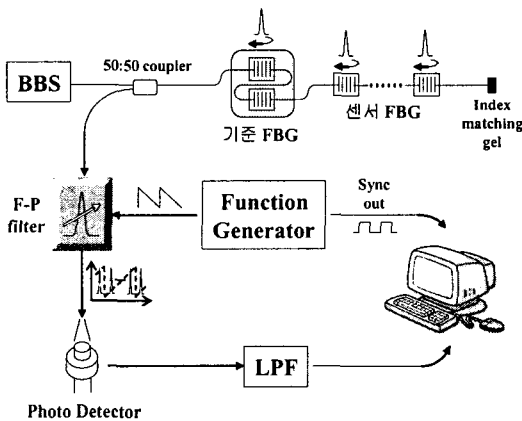 50:50 coupler
BBS
기준 FBG
센서 FBG
Index
matching
gel
F-P
filter
Function
Generator
Sync
out
LPF
Photo Detector